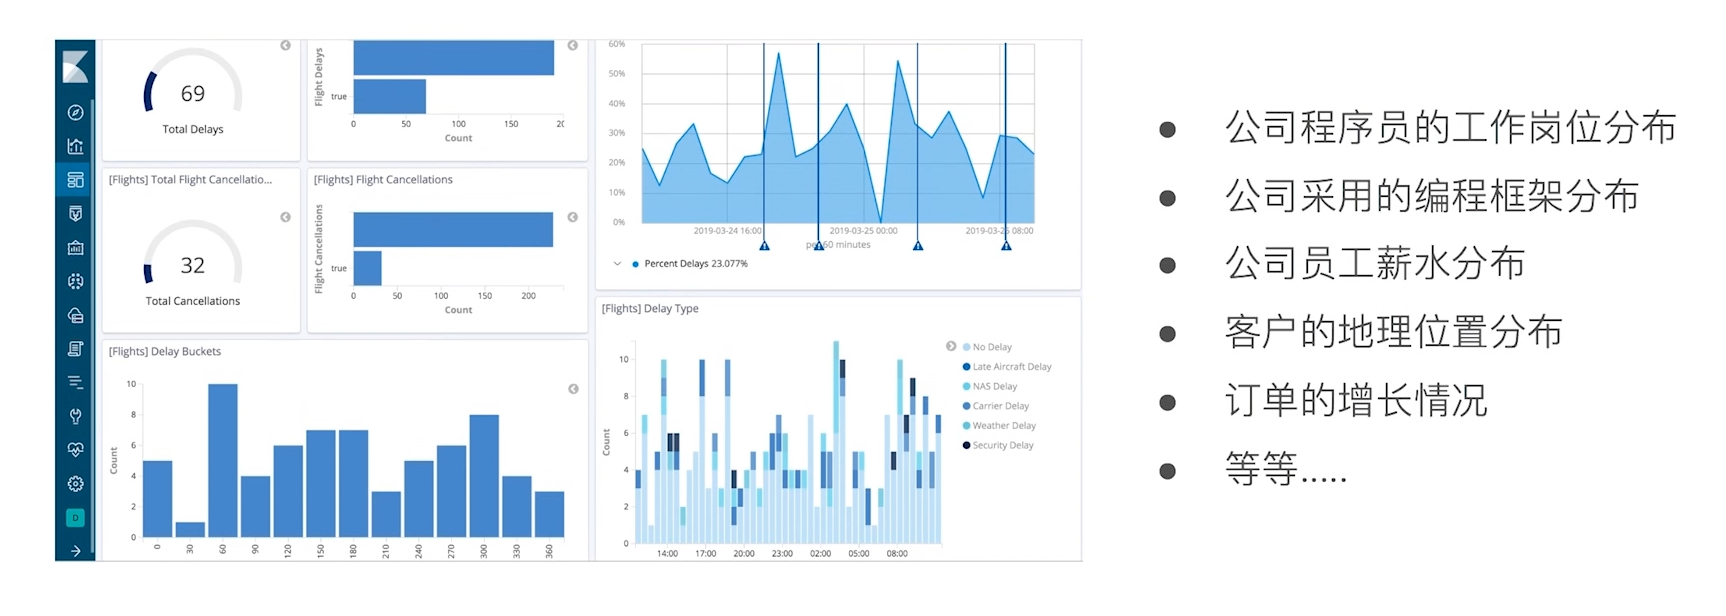 69
Total Delays
Flight Delays
true
0 50 100 150 20
Count
[Flights] Total Flight Cancellatio...
32
Total Cancellations
[Flights] Flight Cancellations
Flight Cancellations
true
0 50 100 150 200
Count
60%
50%
40%
30%
20%
10%
0%
2019-03-24 16:00 2019-03-25 00:00 2019-03-25 08:00
per 60 minutes
Percent Delays 23.077%
[Flights] Delay Buckets
10
8
6
4
2
0
Count
0 30 60 90 120 150 180 210 240 270 300 330 360
[Flights] Delay Type
10
8
6
4
2
0
Count
14:00 17:00 20:00 23:00 02:00 05:00 08:00
No Delay
Late Aircraft Delay
NAS Delay
Carrier Delay
Weather Delay
Security Delay
D
● 公司程序员的工作岗位分布
● 公司采用的编程框架分布
● 公司员工薪水分布
● 客户的地理位置分布
● 订单的增长情况
● 等等.....